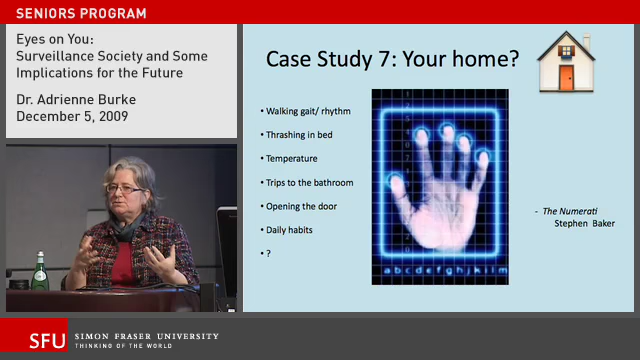 SENIORS PROGRAM
Eyes on You:
Surveillance Society and Some
Implications for the Future
Dr. Adrienne Burke
December 5, 2009
Case Study 7: Your home?
• Walking gait/ rhythm
• Thrashing in bed
• Temperature
• Trips to the bathroom
• Opening the door
• Daily habits
• ?
- The Numerati
Stephen Baker
a b c d e f g h j k i l m
SFU
SIMON FRASER UNIVERSITY
THINKING OF THE WORLD